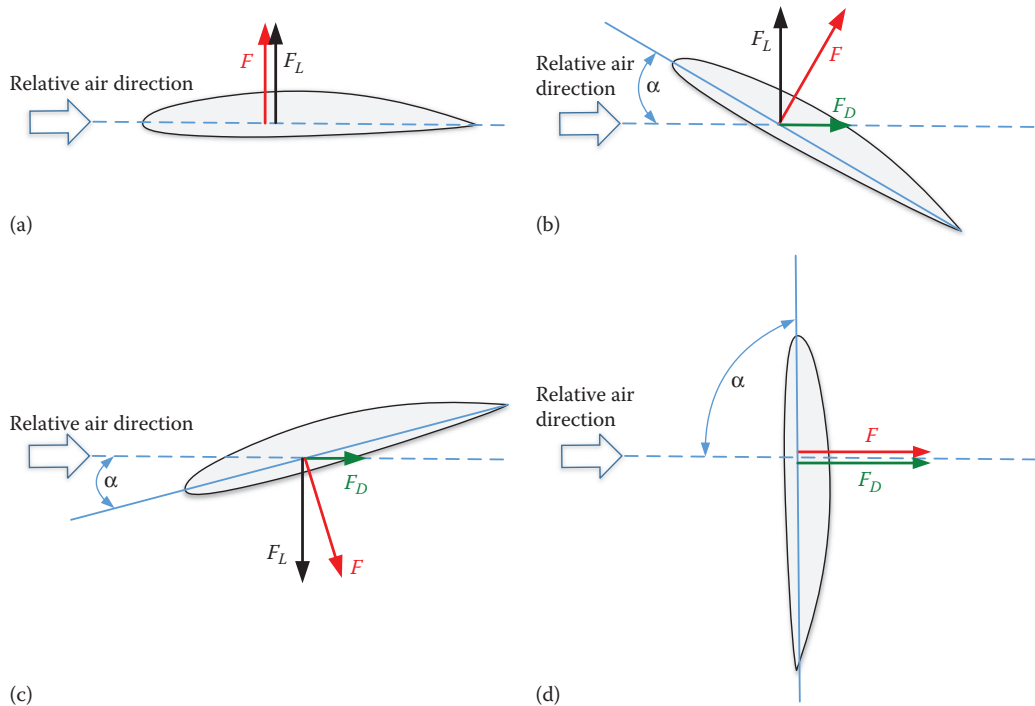 F
F_L
Relative air direction
(a)
F_L
F
Relative air
direction
α
F_D
(b)
Relative air direction
α
F_D
F_L
F
(c)
α
Relative air
direction
F
F_D
(d)